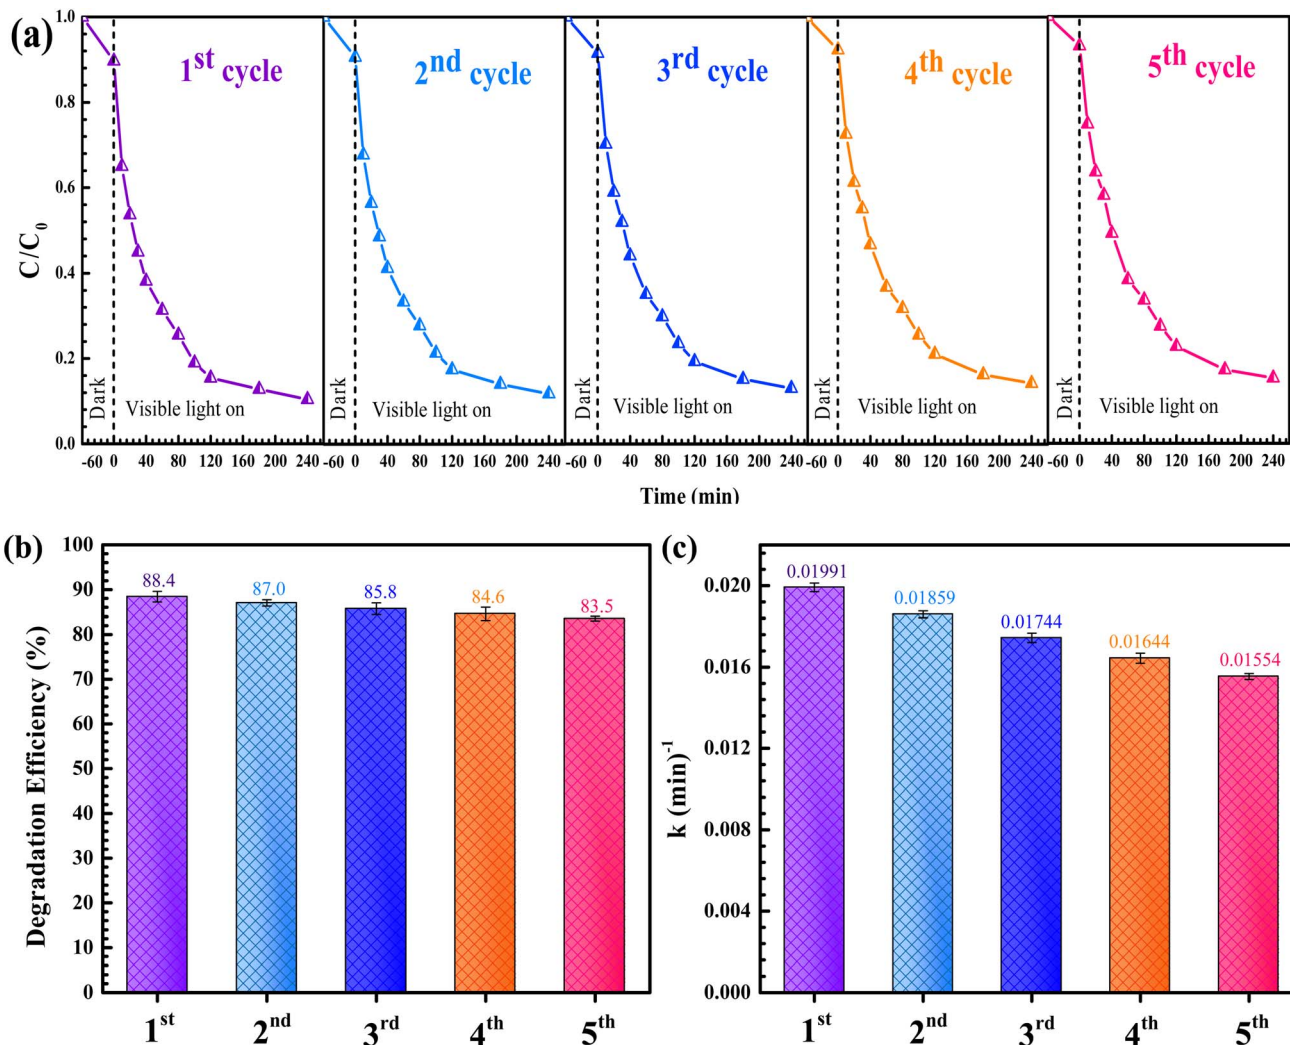 (a)
1st cycle
2nd cycle
3rd cycle
4th cycle
5th cycle
1.0
0.8
0.6
0.4
0.2
0.0
C/C0
Dark
Visible light on
Dark
Visible light on
Dark
Visible light on
Dark
Visible light on
Dark
Visible light on
-60 0 40 80 120 160 200 240
-60 0 40 80 120 160 200 240
-60 0 40 80 120 160 200 240
-60 0 40 80 120 160 200 240
-60 0 40 80 120 160 200 240
Time (min)
(b)
Degradation Efficiency (%)
100
90
80
70
60
50
40
30
20
10
0
88.4
87.0
85.8
84.6
83.5
1st 2nd 3rd 4th 5th
(c)
k (min)-1
0.020
0.016
0.012
0.008
0.004
0.000
0.01991
0.01859
0.01744
0.01644
0.01554
1st 2nd 3rd 4th 5th